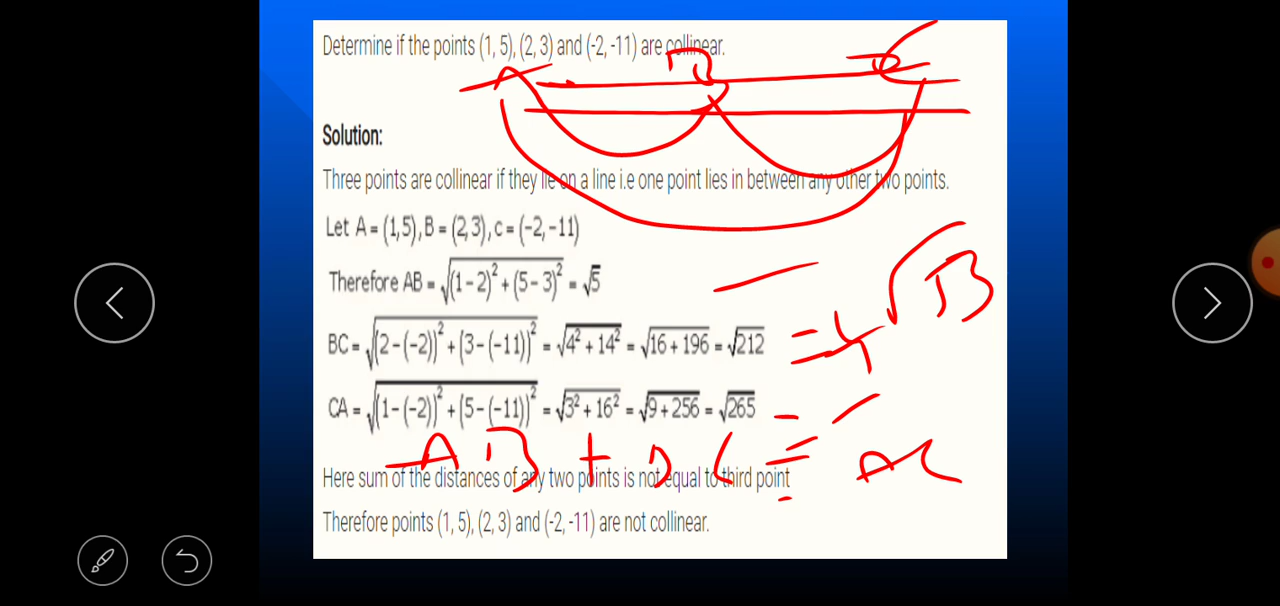 Determine if the points (1, 5), (2, 3) and (-2, -11) are collinear.
A B C
Solution:
Three points are collinear if they lie on a line i.e one point lies in between any other two points.
Let A = (1,5), B = (2,3), c = (-2,-11)
Therefore AB = √(1-2)² + (5-3)² = √5
BC = √(2-(-2))² + (3-(-11))² = √4² + 14² = √16 + 196 = √212 =
CA = √(1-(-2))² + (5-(-11))² = √3² + 16² = √9 + 256 = √265 =
AB + BC = AC
Here sum of the distances of any two points is not equal to third point
Therefore points (1, 5), (2, 3) and (-2, -11) are not collinear.